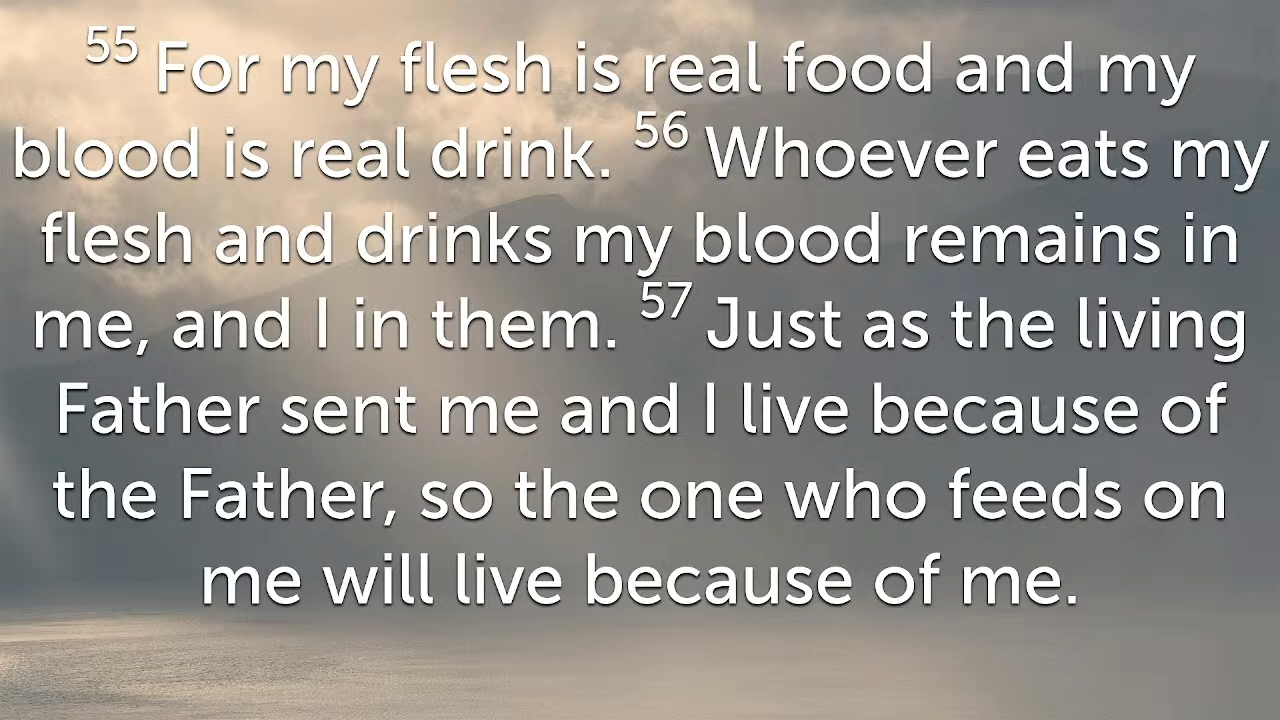 55 For my flesh is real food and my
blood is real drink. 56 Whoever eats my
flesh and drinks my blood remains in
me, and I in them. 57 Just as the living
Father sent me and I live because of
the Father, so the one who feeds on
me will live because of me.